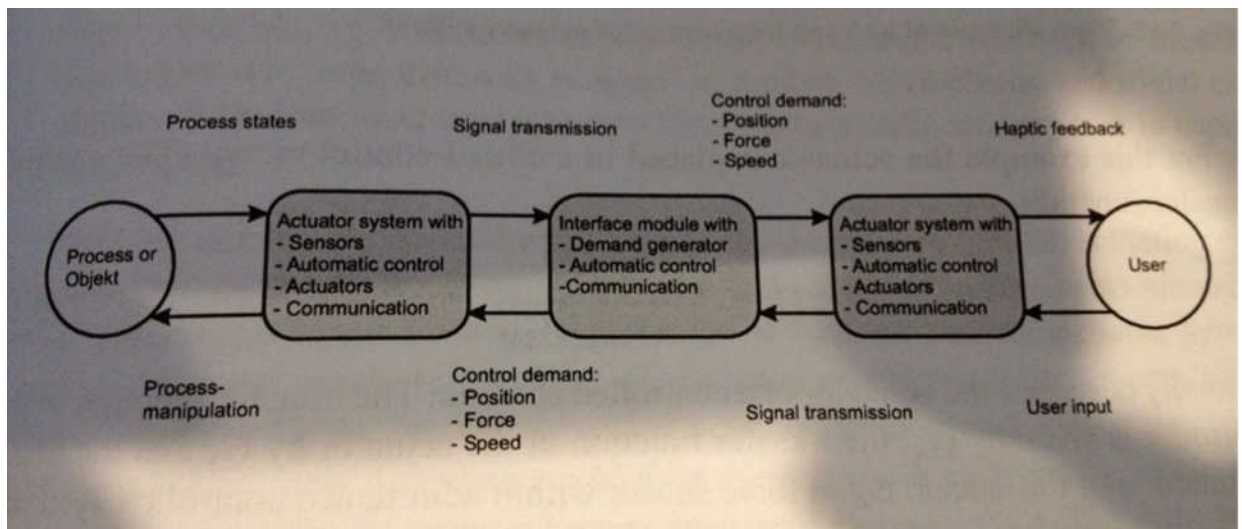 Process states
Signal transmission
Control demand:
- Position
- Force
- Speed
Haptic feedback
Process or
Objekt
Actuator system with
- Sensors
- Automatic control
- Actuators
- Communication
Interface module with
- Demand generator
- Automatic control
-Communication
Actuator system with
- Sensors
- Automatic control
- Actuators
- Communication
User
Process-
manipulation
Control demand:
- Position
- Force
- Speed
Signal transmission
User input